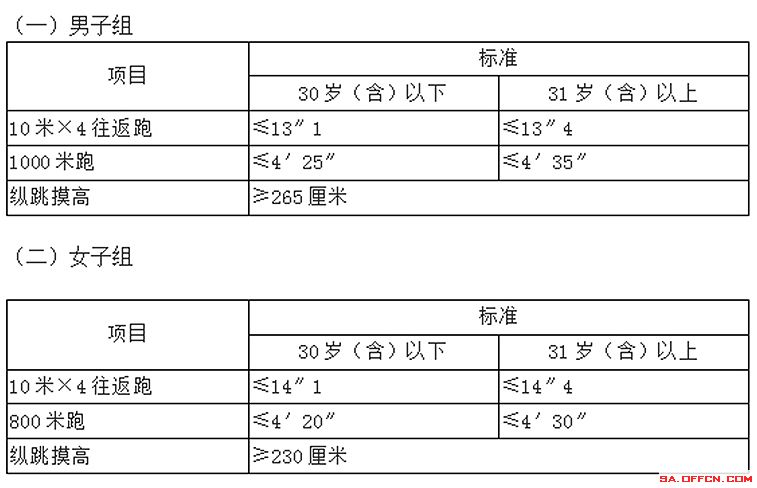 （一）男子组
项目 标准
30岁（含）以下 31岁（含）以上
10米×4往返跑 ≤13″1 ≤13″4
1000米跑 ≤4′25″ ≤4′35″
纵跳摸高 ≥265厘米
（二）女子组
项目 标准
30岁（含）以下 31岁（含）以上
10米×4往返跑 ≤14″1 ≤14″4
800米跑 ≤4′20″ ≤4′30″
纵跳摸高 ≥230厘米
SA.OFFCN.COM